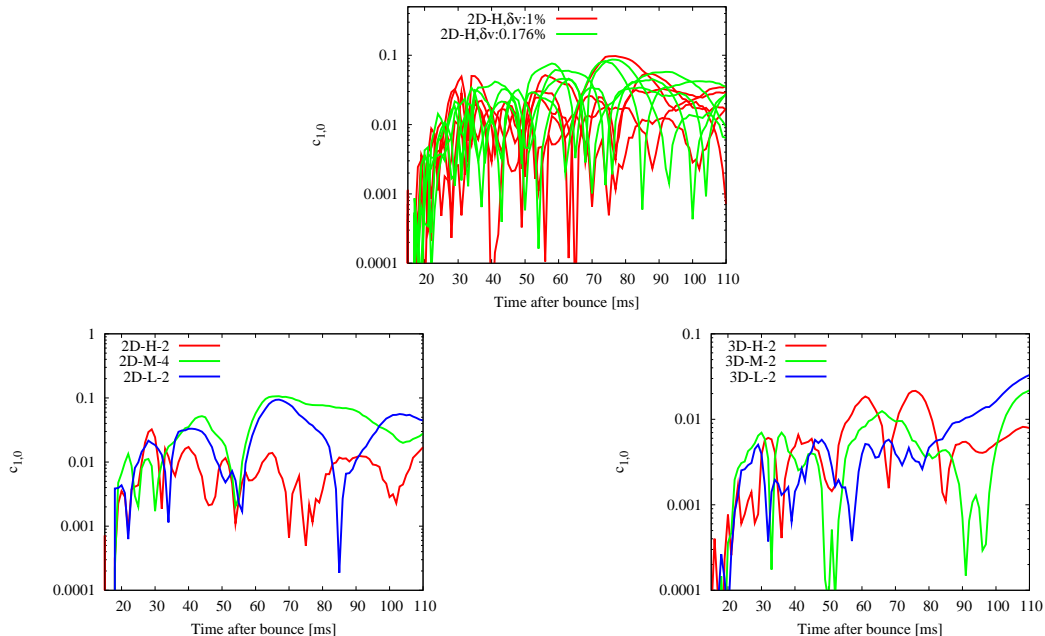 2D-H,δv:1%
2D-H,δv:0.176%
0.1
0.01
0.001
0.0001
c1,0
20 30 40 50 60 70 80 90 100 110
Time after bounce [ms]
2D-H-2
2D-M-4
2D-L-2
1
0.1
0.01
0.001
0.0001
c1,0
20 30 40 50 60 70 80 90 100 110
Time after bounce [ms]
3D-H-2
3D-M-2
3D-L-2
0.1
0.01
0.001
0.0001
c1,0
20 30 40 50 60 70 80 90 100 110
Time after bounce [ms]